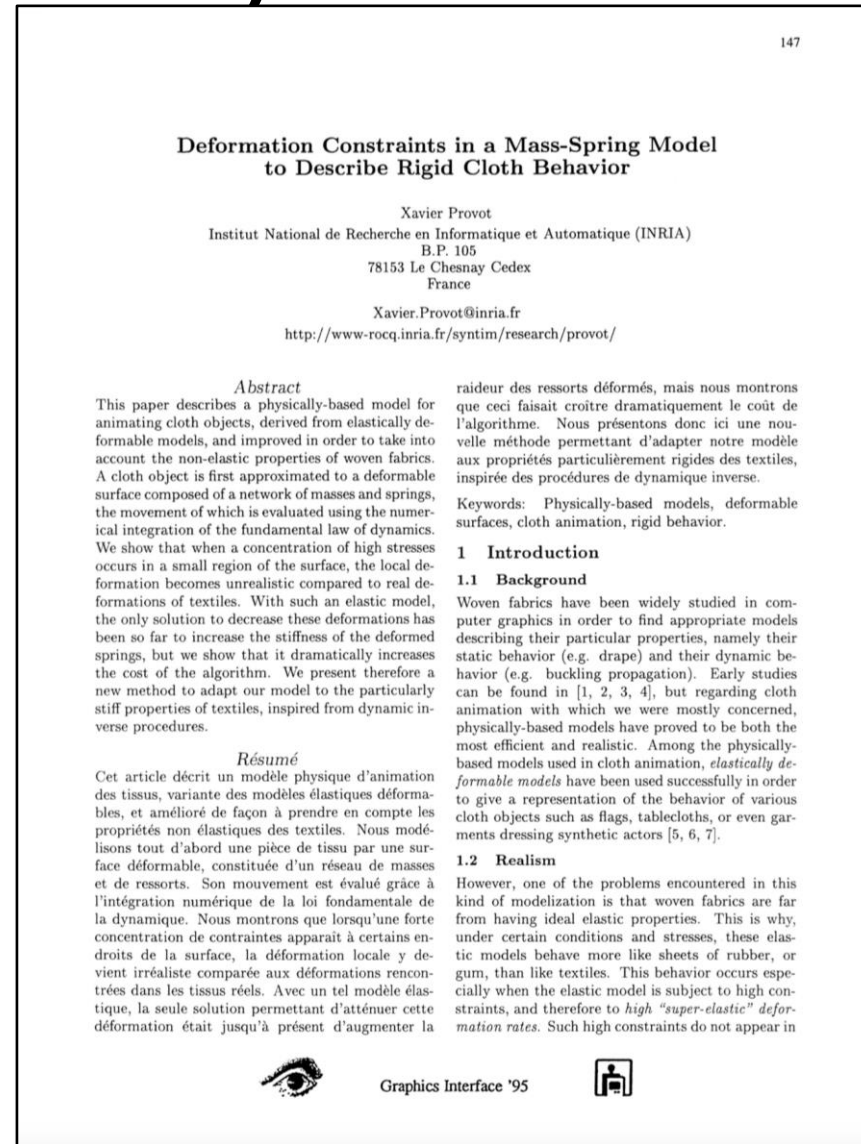 147
Deformation Constraints in a Mass-Spring Model
to Describe Rigid Cloth Behavior
Xavier Provot
Institut National de Recherche en Informatique et Automatique (INRIA)
B.P. 105
78153 Le Chesnay Cedex
France
Xavier.Provot@inria.fr
http://www-rocq.inria.fr/syntim/research/provot/
Abstract
This paper describes a physically-based model for
animating cloth objects, derived from elastically de-
formable models, and improved in order to take into
account the non-elastic properties of woven fabrics.
A cloth object is first approximated to a deformable
surface composed of a network of masses and springs,
the movement of which is evaluated using the numer-
ical integration of the fundamental law of dynamics.
We show that when a concentration of high stresses
occurs in a small region of the surface, the local de-
formation becomes unrealistic compared to real de-
formations of textiles. With such an elastic model,
the only solution to decrease these deformations has
been so far to increase the stiffness of the deformed
springs, but we show that it dramatically increases
the cost of the algorithm. We present therefore a
new method to adapt our model to the particularly
stiff properties of textiles, inspired from dynamic in-
verse procedures.
Résumé
Cet article décrit un modèle physique d'animation
des tissus, variante des modèles élastiques déforma-
bles, et amélioré de façon à prendre en compte les
propriétés non élastiques des textiles. Nous modé-
lisons tout d'abord une pièce de tissu par une sur-
face déformable, constituée d'un réseau de masses
et de ressorts. Son mouvement est évalué grâce à
l'intégration numérique de la loi fondamentale de
la dynamique. Nous montrons que lorsqu'une forte
concentration de contraintes apparait à certains en-
droits de la surface, la déformation locale y de-
vient irréaliste comparée aux déformations rencon-
trées dans les tissus réels. Avec un tel modèle élas-
tique, la seule solution permettant d'atténuer cette
déformation était jusqu'à présent d'augmenter la
raideur des ressorts déformés, mais nous montrons
que ceci faisait croître dramatiquement le coût de
l'algorithme. Nous présentons donc ici une nou-
velle méthode permettant d'adapter notre modèle
aux propriétés particulièrement rigides des textiles,
inspirée des procédures de dynamique inverse.
Keywords: Physically-based models, deformable
surfaces, cloth animation, rigid behavior.
1 Introduction
1.1 Background
Woven fabrics have been widely studied in com-
puter graphics in order to find appropriate models
describing their particular properties, namely their
static behavior (e.g. drape) and their dynamic be-
havior (e.g. buckling propagation). Early studies
can be found in [1, 2, 3, 4], but regarding cloth
animation with which we were mostly concerned,
physically-based models have proved to be both the
most efficient and realistic. Among the physically-
based models used in cloth animation, elastically de-
formable models have been used successfully in order
to give a representation of the behavior of various
cloth objects such as flags, tablecloths, or even gar-
ments dressing synthetic actors [5, 6, 7].
1.2 Realism
However, one of the problems encountered in this
kind of modelization is that woven fabrics are far
from having ideal elastic properties. This is why,
under certain conditions and stresses, these elas-
tic models behave more like sheets of rubber, or
gum, than like textiles. This behavior occurs espe-
cially when the elastic model is subject to high con-
straints, and therefore to high "super-elastic" defor-
mation rates. Such high constraints do not appear in
Graphics Interface '95